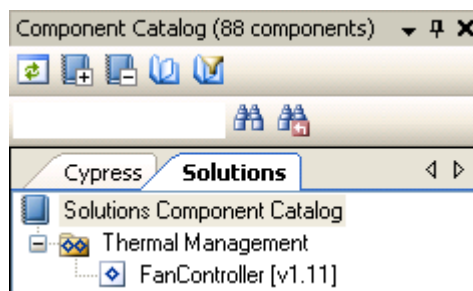 Component Catalog (88 components)
Cypress Solutions
Solutions Component Catalog
Thermal Management
FanController [v1.11]